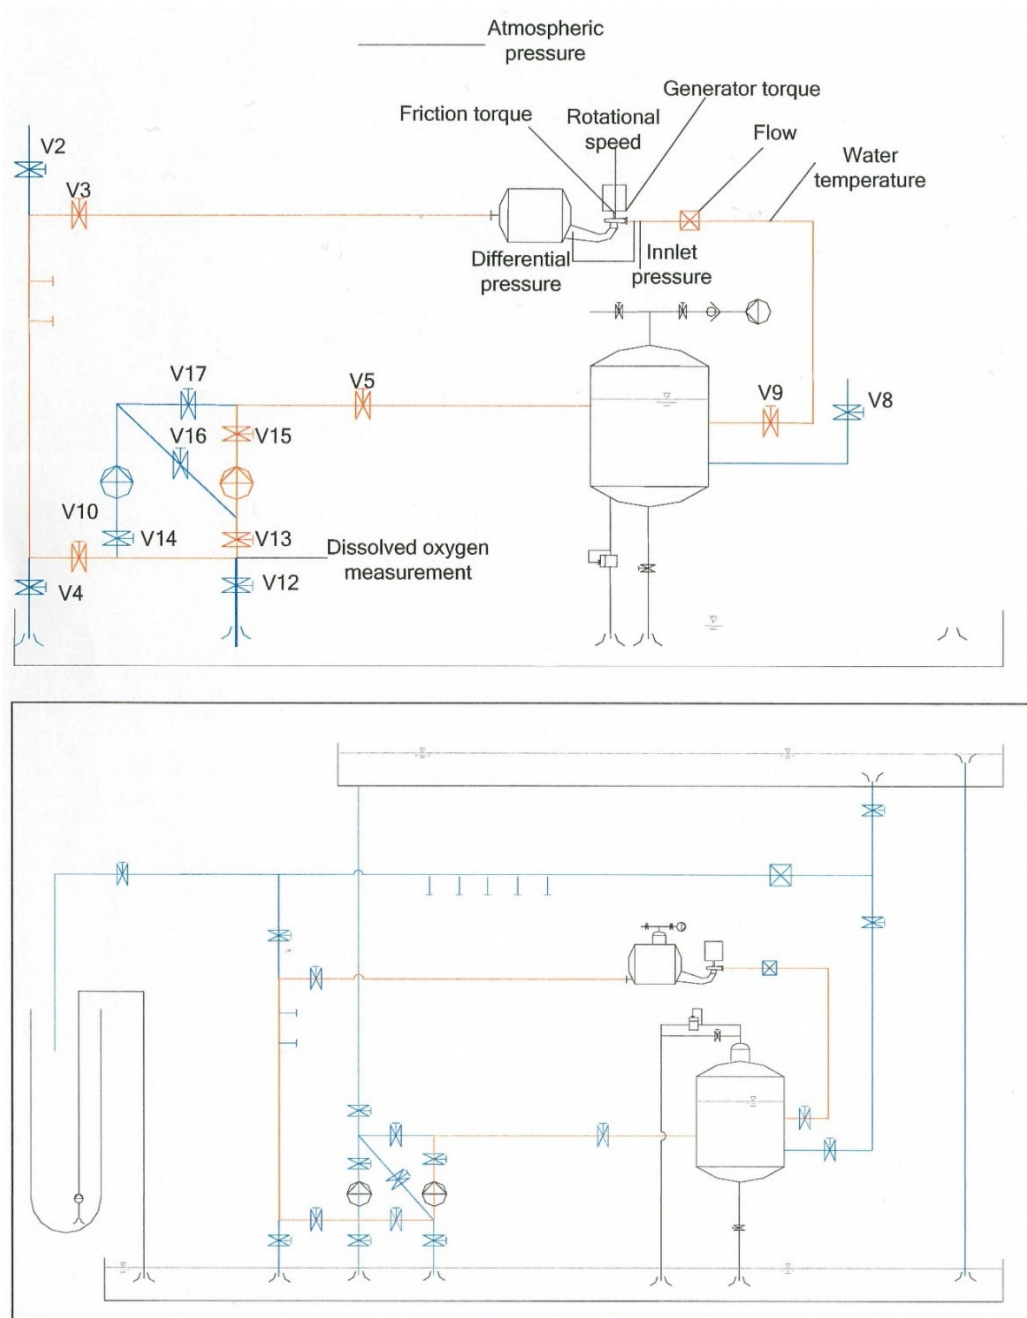 Atmospheric
pressure
Generator torque
Friction torque
Rotational
speed
Flow
Water
temperature
V2
V3
Differential
pressure
Innlet
pressure
V17
V5
V9
V8
V16
V15
V10
V14
V13
Dissolved oxygen
measurement
V4
V12